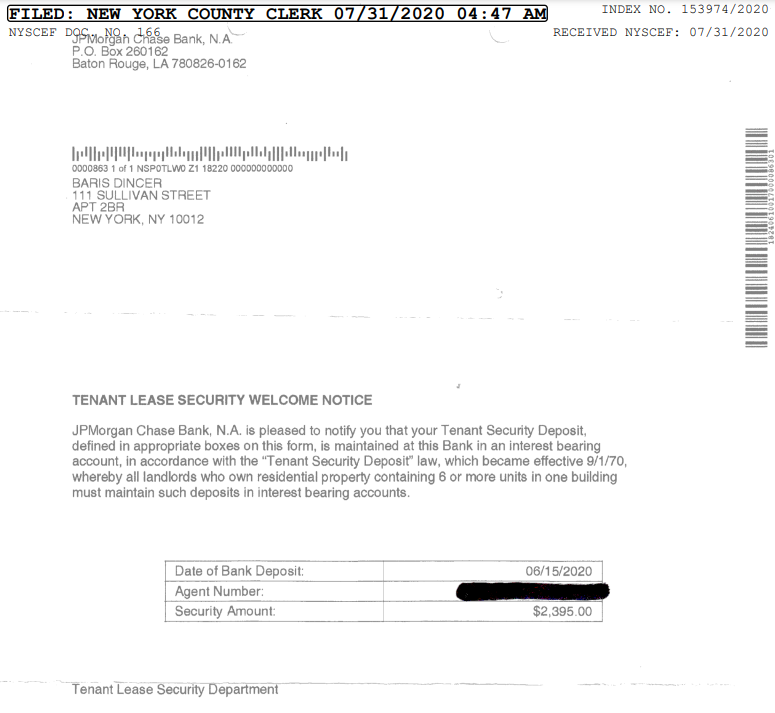 FILED: NEW YORK COUNTY CLERK 07/31/2020 04:47 AM
INDEX NO. 153974/2020
NYSCEF DOC. NO. 166
RECEIVED NYSCEF: 07/31/2020
JPMorgan Chase Bank, N.A.
P.O. Box 260162
Baton Rouge, LA 780826-0162
0000863 1 of 1 NSP0TLW0 Z1 18220 000000000000
BARIS DINCER
111 SULLIVAN STREET
APT 2BR
NEW YORK, NY 10012
18240610017000086301
TENANT LEASE SECURITY WELCOME NOTICE
JPMorgan Chase Bank, N.A. is pleased to notify you that your Tenant Security Deposit,
defined in appropriate boxes on this form, is maintained at this Bank in an interest bearing
account, in accordance with the “Tenant Security Deposit” law, which became effective 9/1/70,
whereby all landlords who own residential property containing 6 or more units in one building
must maintain such deposits in interest bearing accounts.
Date of Bank Deposit: 06/15/2020
Agent Number:
Security Amount: $2,395.00
Tenant Lease Security Department